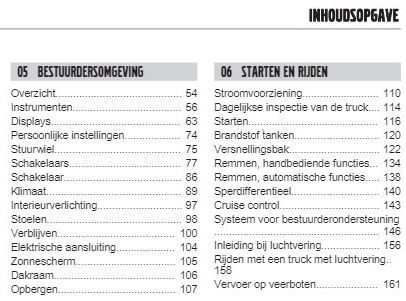 INHOUDSOPGAVE
05 BESTUURDERSOMGEVING
Overzicht 54
Instrumenten 56
Displays 63
Persoonlijke instellingen 74
Stuurwiel 75
Schakelaars 77
Schakelaar 86
Klimaat 89
Interieurverlichting 97
Stoelen 98
Verblijven 100
Elektrische aansluiting 104
Zonnescherm 105
Dakraam 106
Opbergen 107
06 STARTEN EN RIJDEN
Stroomvoorziening 110
Dagelijkse inspectie van de truck 114
Starten 116
Brandstof tanken 120
Versnellingsbak 122
Remmen, handbediende functies 134
Remmen, automatische functies 138
Sperdifferentieel 140
Cruise control 143
Systeem voor bestuurderondersteuning
146
Inleiding bij luchtvering 156
Rijden met een truck met luchtvering..
158
Vervoer op veerboten 161